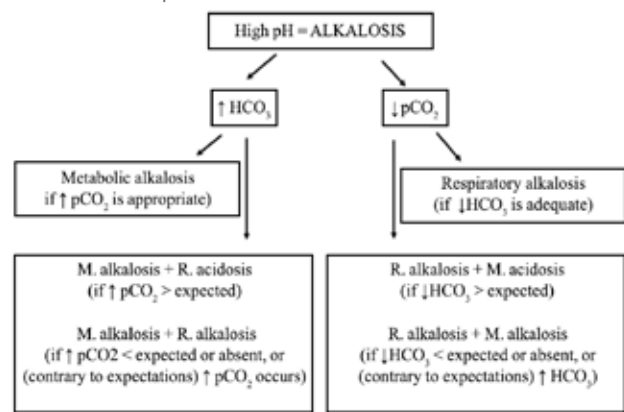 High pH = ALKALOSIS
↑ HCO₃
↓pCO₂
Metabolic alkalosis
if ↑ pCO₂ is appropriate)
Respiratory alkalosis
(if ↓HCO₃ is adequate)
M. alkalosis + R. acidosis
(if ↑ pCO₂ > expected)
M. alkalosis + R. alkalosis
(if ↑ pCO2 < expected or absent, or
(contrary to expectations) ↑ pCO₂ occurs)
R. alkalosis + M. acidosis
(if ↓HCO₃ > expected)
R. alkalosis + M. alkalosis
(if ↓HCO₃ < expected or absent, or
(contrary to expectations) ↑ HCO₃)